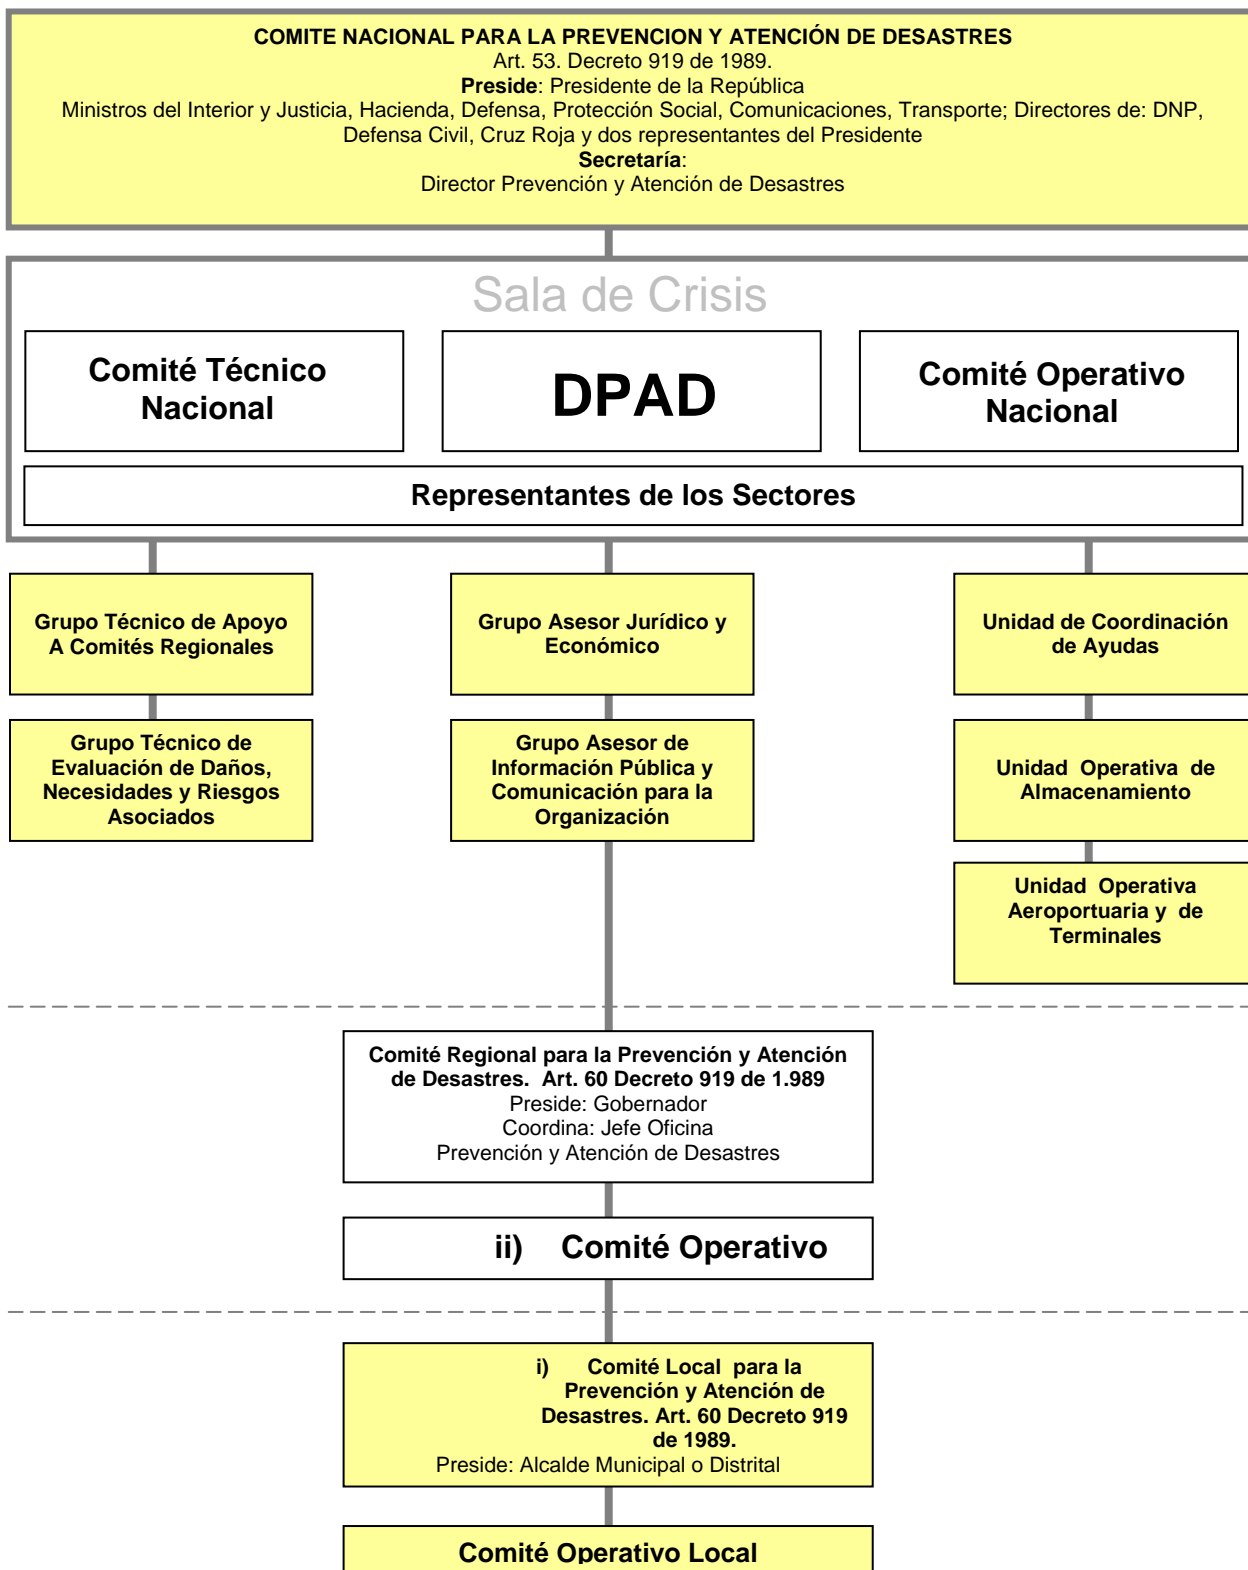 COMITE NACIONAL PARA LA PREVENCION Y ATENCIÓN DE DESASTRES
Art. 53. Decreto 919 de 1989.
Preside: Presidente de la República
Ministros del Interior y Justicia, Hacienda, Defensa, Protección Social, Comunicaciones, Transporte; Directores de: DNP,
Defensa Civil, Cruz Roja y dos representantes del Presidente
Secretaría:
Director Prevención y Atención de Desastres
Sala de Crisis
Comité Técnico
Nacional
DPAD
Comité Operativo
Nacional
Representantes de los Sectores
Grupo Técnico de Apoyo
A Comités Regionales
Grupo Asesor Jurídico y
Económico
Unidad de Coordinación
de Ayudas
Grupo Técnico de
Evaluación de Daños,
Necesidades y Riesgos
Asociados
Grupo Asesor de
Información Pública y
Comunicación para la
Organización
Unidad Operativa de
Almacenamiento
Unidad Operativa
Aeroportuaria y de
Terminales
Comité Regional para la Prevención y Atención
de Desastres. Art. 60 Decreto 919 de 1.989
Preside: Gobernador
Coordina: Jefe Oficina
Prevención y Atención de Desastres
ii) Comité Operativo
i) Comité Local para la
Prevención y Atención de
Desastres. Art. 60 Decreto 919
de 1989.
Preside: Alcalde Municipal o Distrital
Comité Operativo Local